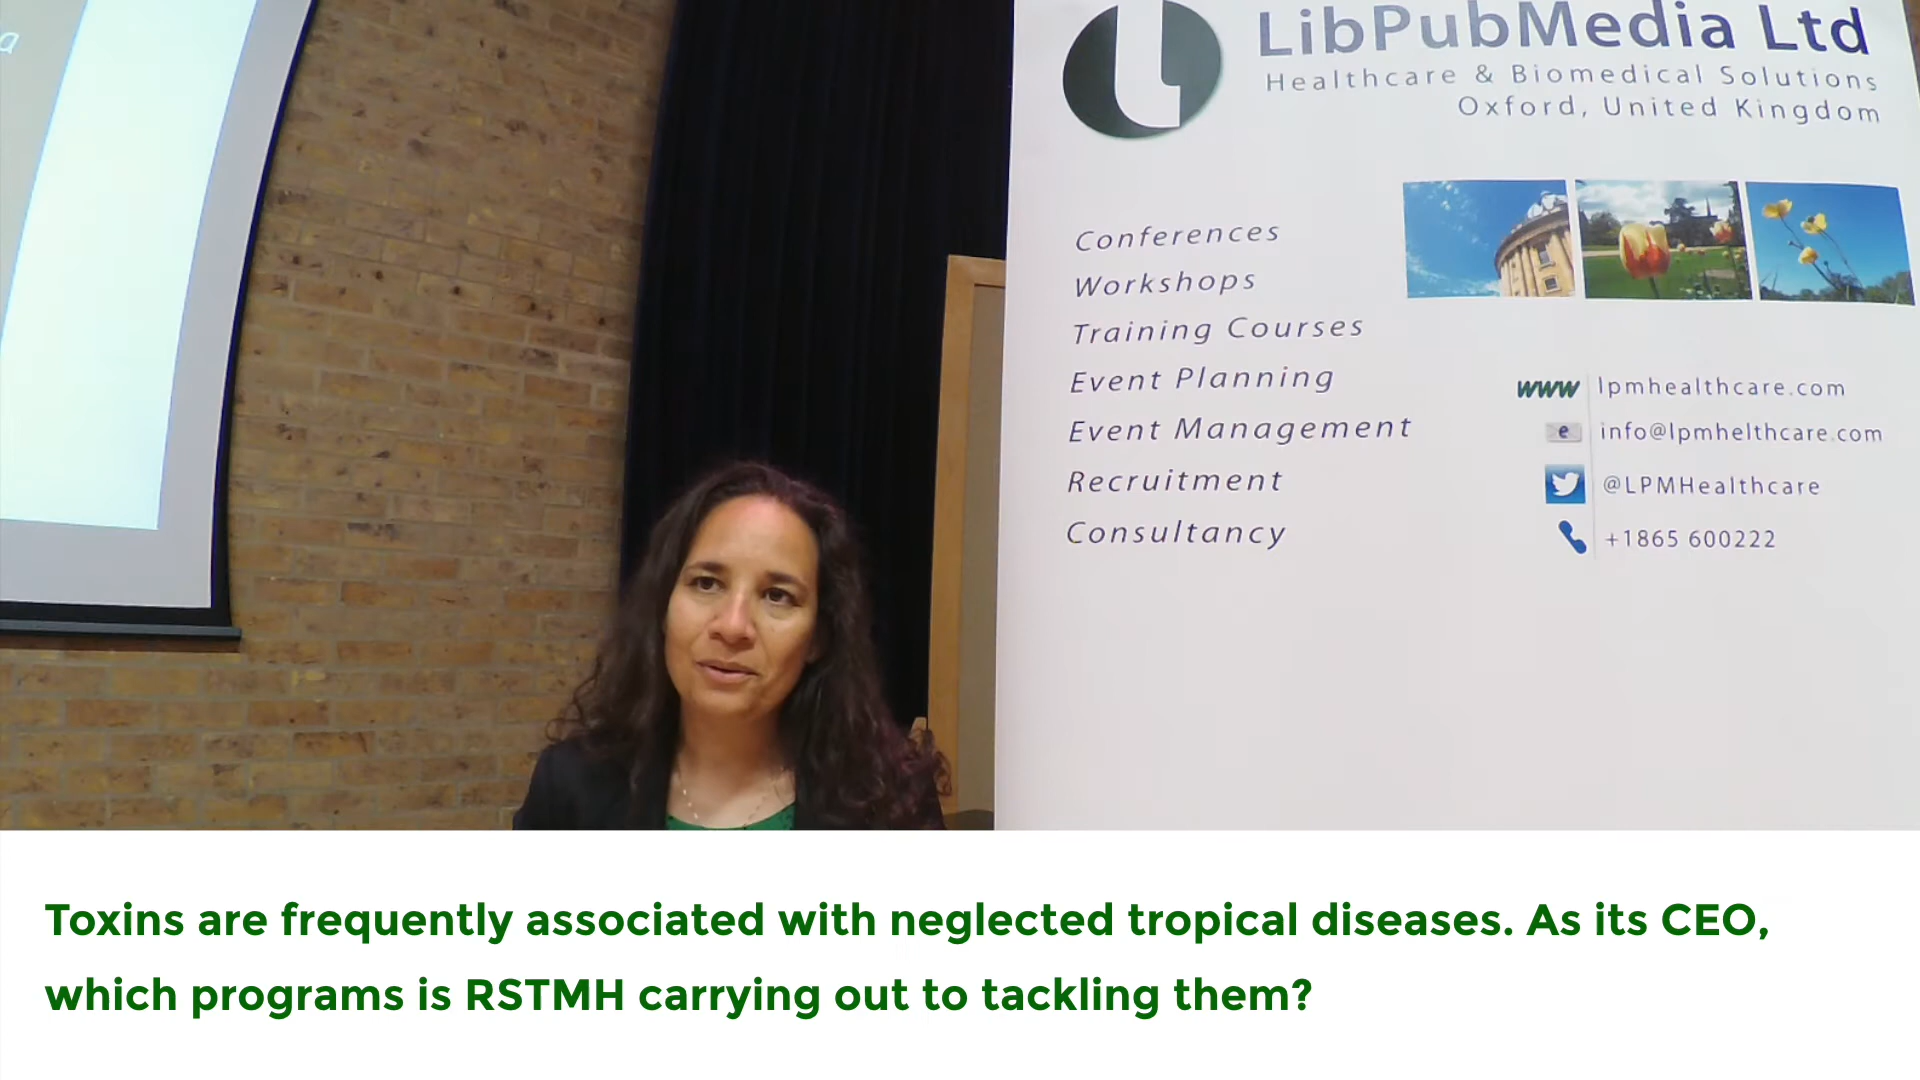 LibPubMedia Ltd
Healthcare & Biomedical Solutions
Oxford, United Kingdom
Conferences
Workshops
Training Courses
Event Planning
Event Management
Recruitment
Consultancy
www lpmhealthcare.com
e info@lpmhelthcare.com
@LPMHealthcare
+1865 600222
Toxins are frequently associated with neglected tropical diseases. As its CEO,
which programs is RSTMH carrying out to tackling them?